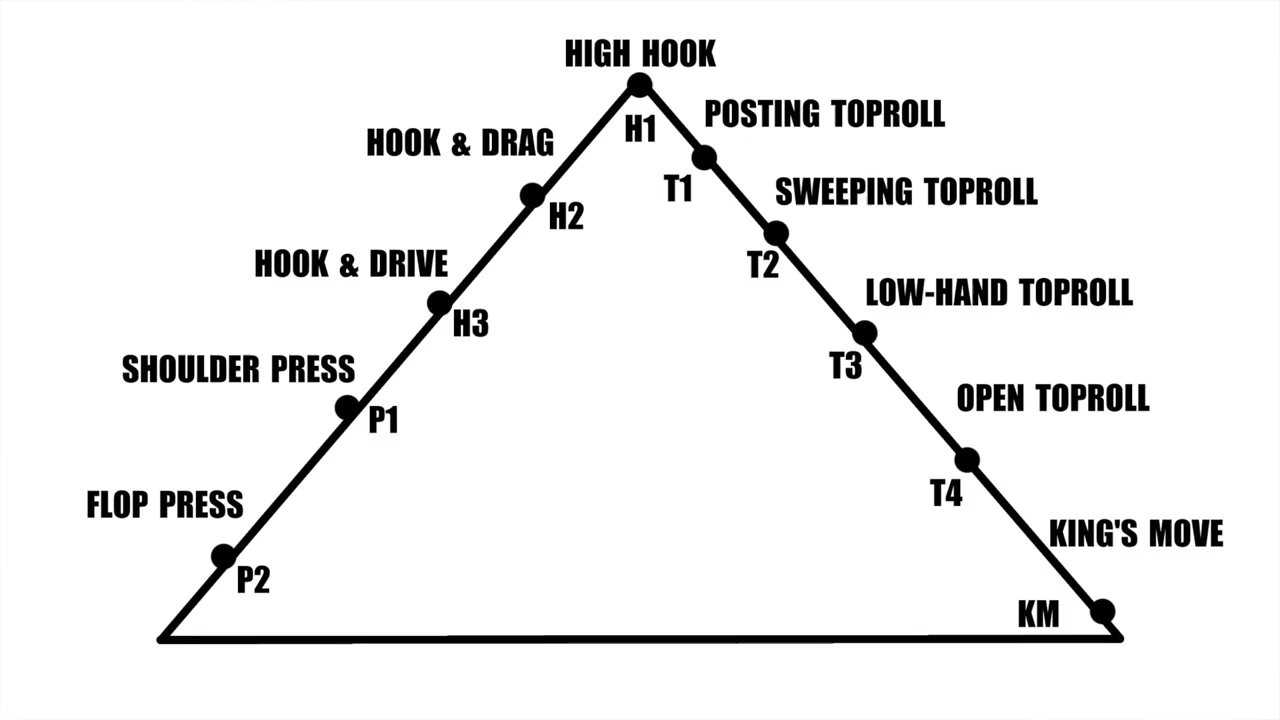 HIGH HOOK
H1
POSTING TOPROLL
T1
HOOK & DRAG
H2
SWEEPING TOPROLL
T2
HOOK & DRIVE
H3
LOW-HAND TOPROLL
T3
SHOULDER PRESS
P1
OPEN TOPROLL
T4
FLOP PRESS
P2
KING'S MOVE
KM